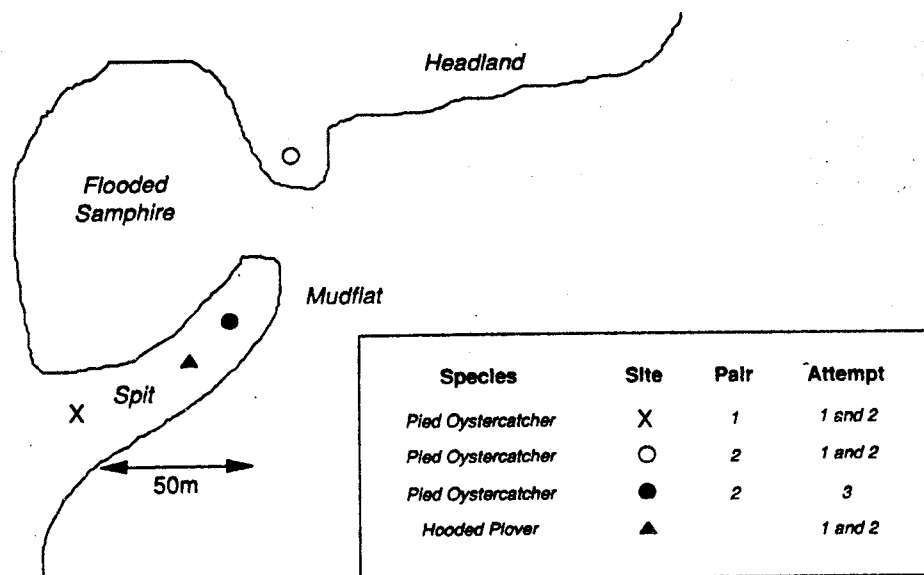 Headland
Flooded
Samphire
Mudflat
Spit
X
50m
Species Site Pair Attempt
Pied Oystercatcher X 1 1 and 2
Pied Oystercatcher 2 1 and 2
Pied Oystercatcher 2 3
Hooded Plover 1 and 2